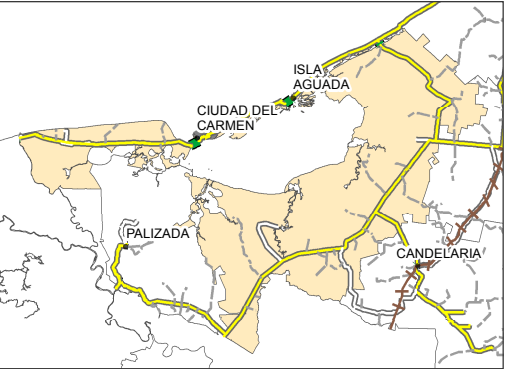 ISLA
AGUADA
CIUDAD DEL
CARMEN
PALIZADA
CANDELARIA